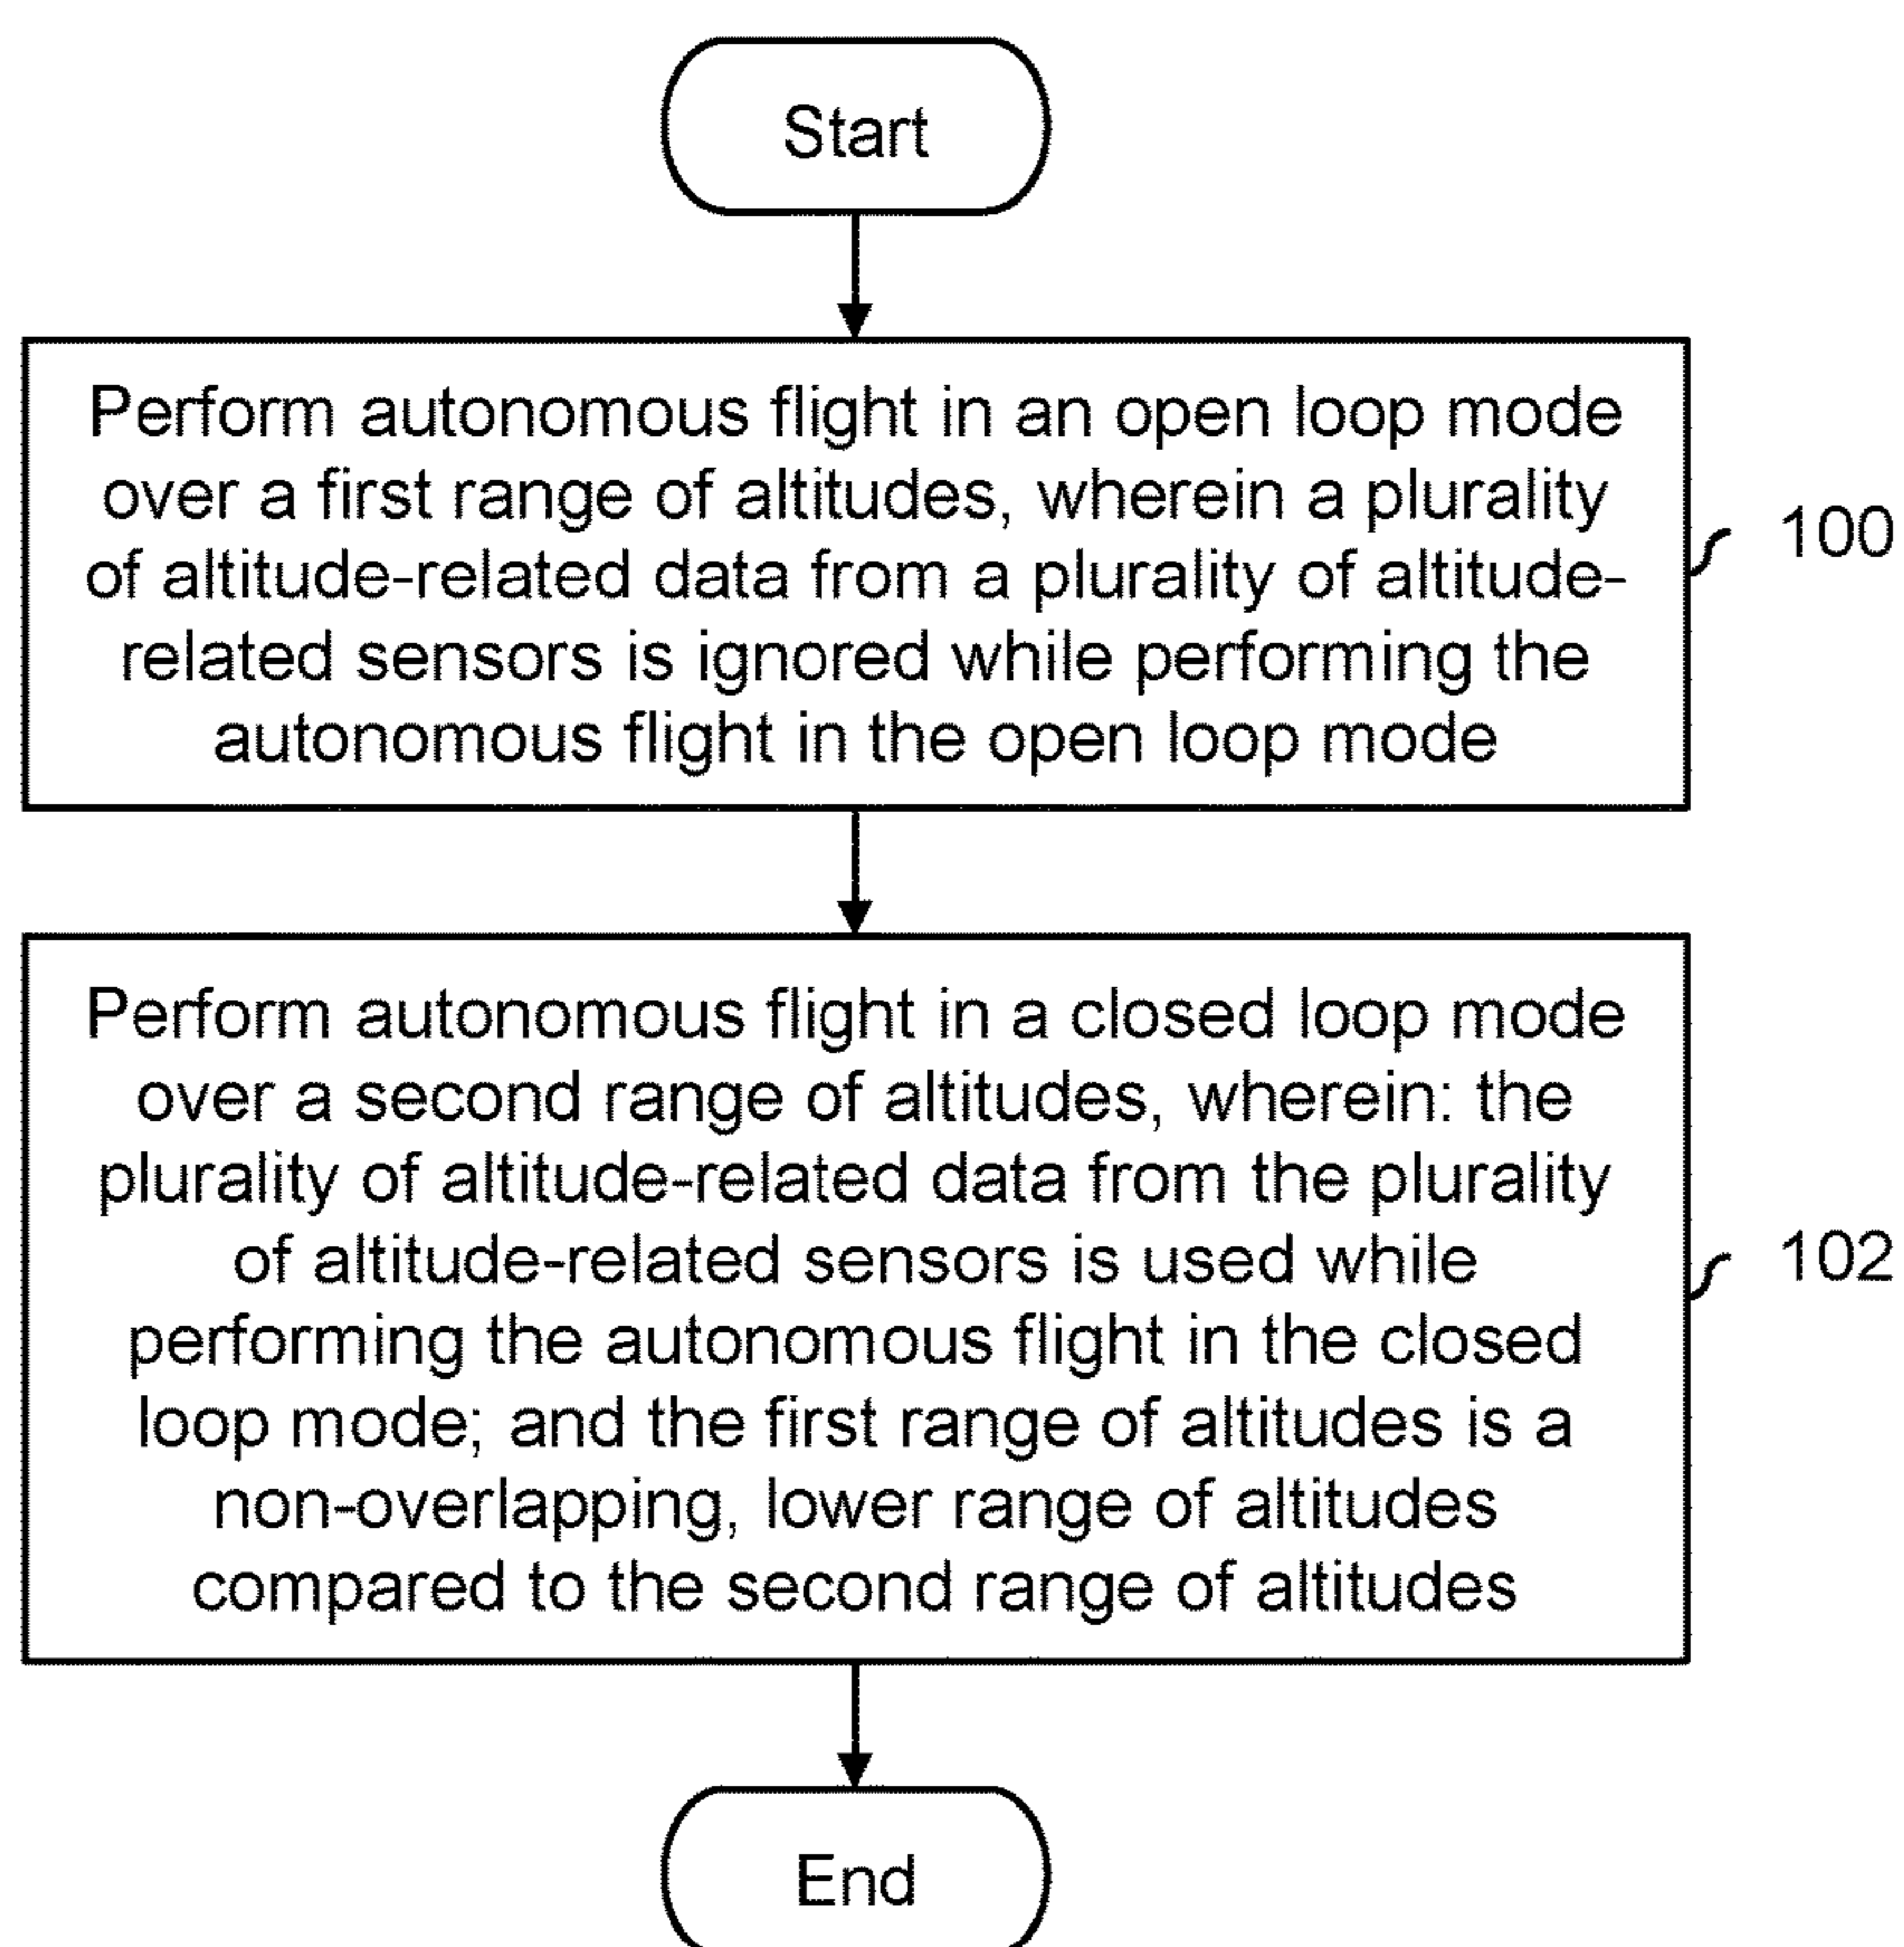 Start
Perform autonomous flight in an open loop mode
over a first range of altitudes, wherein a plurality
of altitude-related data from a plurality of altitude-
related sensors is ignored while performing the
autonomous flight in the open loop mode
100
Perform autonomous flight in a closed loop mode
over a second range of altitudes, wherein: the
plurality of altitude-related data from the plurality
of altitude-related sensors is used while
performing the autonomous flight in the closed
loop mode; and the first range of altitudes is a
non-overlapping, lower range of altitudes
compared to the second range of altitudes
102
End